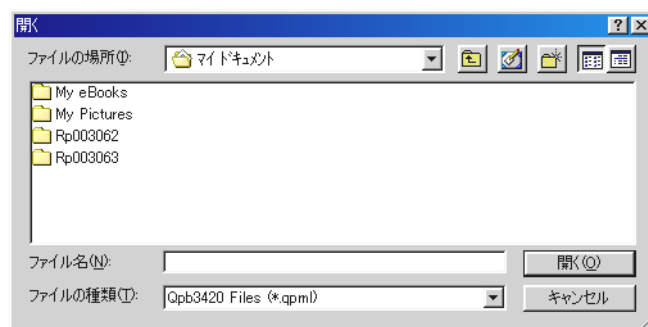 開く
ファイルの場所(I):
マイ ドキュメント
My eBooks
My Pictures
Rp003062
Rp003063
ファイル名(N):
開く(O)
ファイルの種類(T):
Qpb3420 Files (*.qpml)
キャンセル